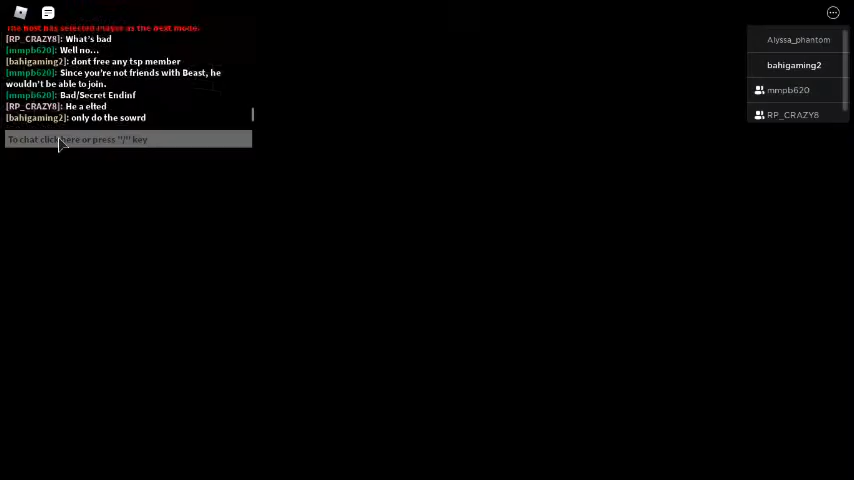 The host has selected Player as the next mode.
[RP_CRAZY8]: What's bad
[mmpb620]: Well no...
[bahigaming2]: dont free any tsp member
[mmpb620]: Since you're not friends with Beast, he
wouldn't be able to join.
[mmpb620]: Bad/Secret Endinf
[RP_CRAZY8]: He a elted
[bahigaming2]: only do the sowrd
To chat click here or press "/" key
Alyssa_phantom
bahigaming2
mmpb620
RP_CRAZY8